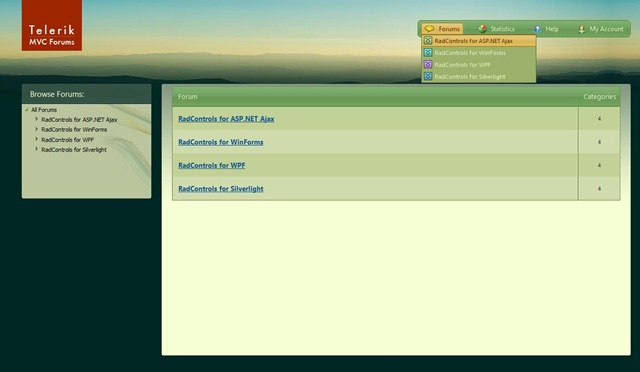 Telerik
MVC Forums
Forums
Statistics
Help
My Account
RadControls for ASP.NET Ajax
RadControls for WinForms
RadControls for WPF
RadControls for Silverlight
Browse Forums:
All Forums
RadControls for ASP.NET Ajax
RadControls for WinForms
RadControls for WPF
RadControls for Silverlight
Forum Categories
RadControls for ASP.NET Ajax 4
RadControls for WinForms 4
RadControls for WPF 4
RadControls for Silverlight 4